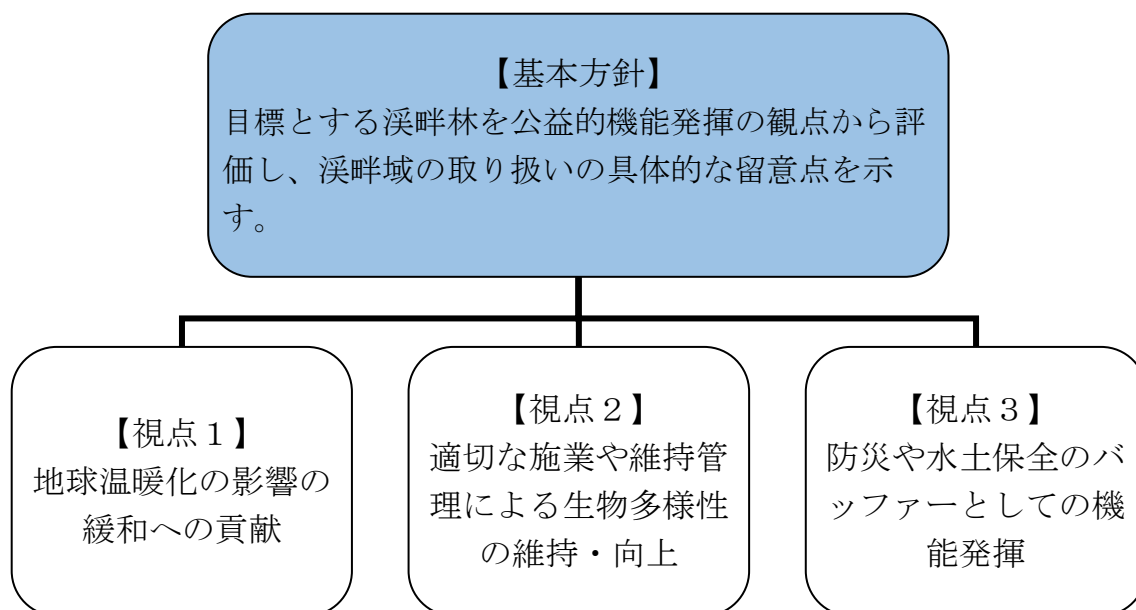 【基本方針】
目標とする渓畔林を公益的機能発揮の観点から評
価し、渓畔域の取り扱いの具体的な留意点を示
す。
【視点１】
地球温暖化の影響の
緩和への貢献
【視点２】
適切な施業や維持管
理による生物多様性
の維持・向上
【視点３】
防災や水土保全のバ
ッファーとしての機
能発揮